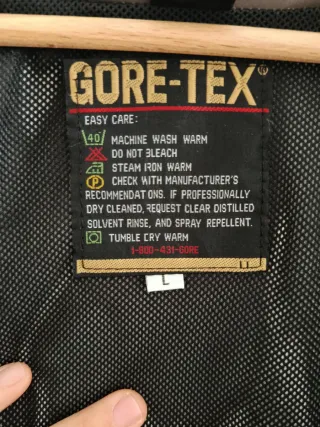 GORE-TEX®
EASY CARE:
40 MACHINE WASH WARM
DO NOT BLEACH
STEAM IRON WARM
P CHECK WITH MANUFACTURER'S
RECOMMENDATIONS. IF PROFESSIONALLY
DRY CLEANED, REQUEST CLEAR DISTILLED
SOLVENT RINSE, AND SPRAY REPELLENT.
TUMBLE DRY WARM
1-800-431-GORE
L